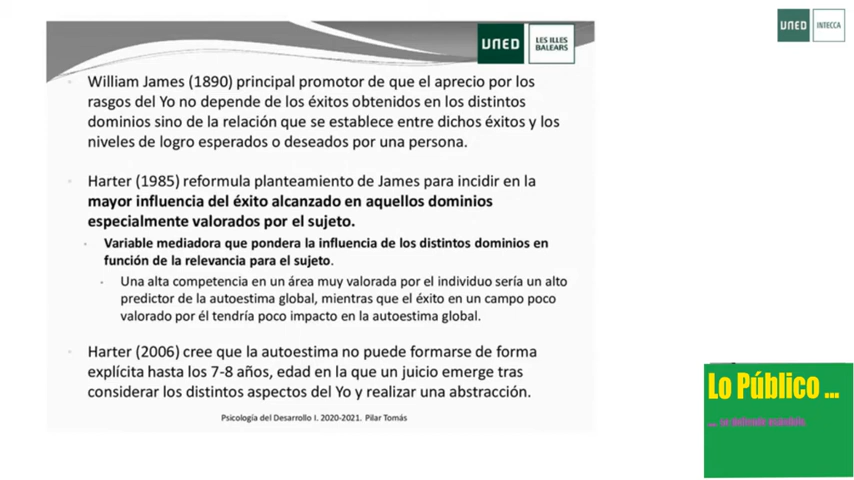 UNED
LES ILLES
BALEARS
UNED
INTECCA
William James (1890) principal promotor de que el aprecio por los
rasgos del Yo no depende de los éxitos obtenidos en los distintos
dominios sino de la relación que se establece entre dichos éxitos y los
niveles de logro esperados o deseados por una persona.
Harter (1985) reformula planteamiento de James para incidir en la
mayor influencia del éxito alcanzado en aquellos dominios
especialmente valorados por el sujeto.
Variable mediadora que pondera la influencia de los distintos dominios en
función de la relevancia para el sujeto.
Una alta competencia en un área muy valorada por el individuo sería un alto
predictor de la autoestima global, mientras que el éxito en un campo poco
valorado por él tendría poco impacto en la autoestima global.
Harter (2006) cree que la autoestima no puede formarse de forma
explícita hasta los 7-8 años, edad en la que un juicio emerge tras
considerar los distintos aspectos del Yo y realizar una abstracción.
Psicología del Desarrollo I. 2020-2021. Pilar Tomás
Lo Público ...